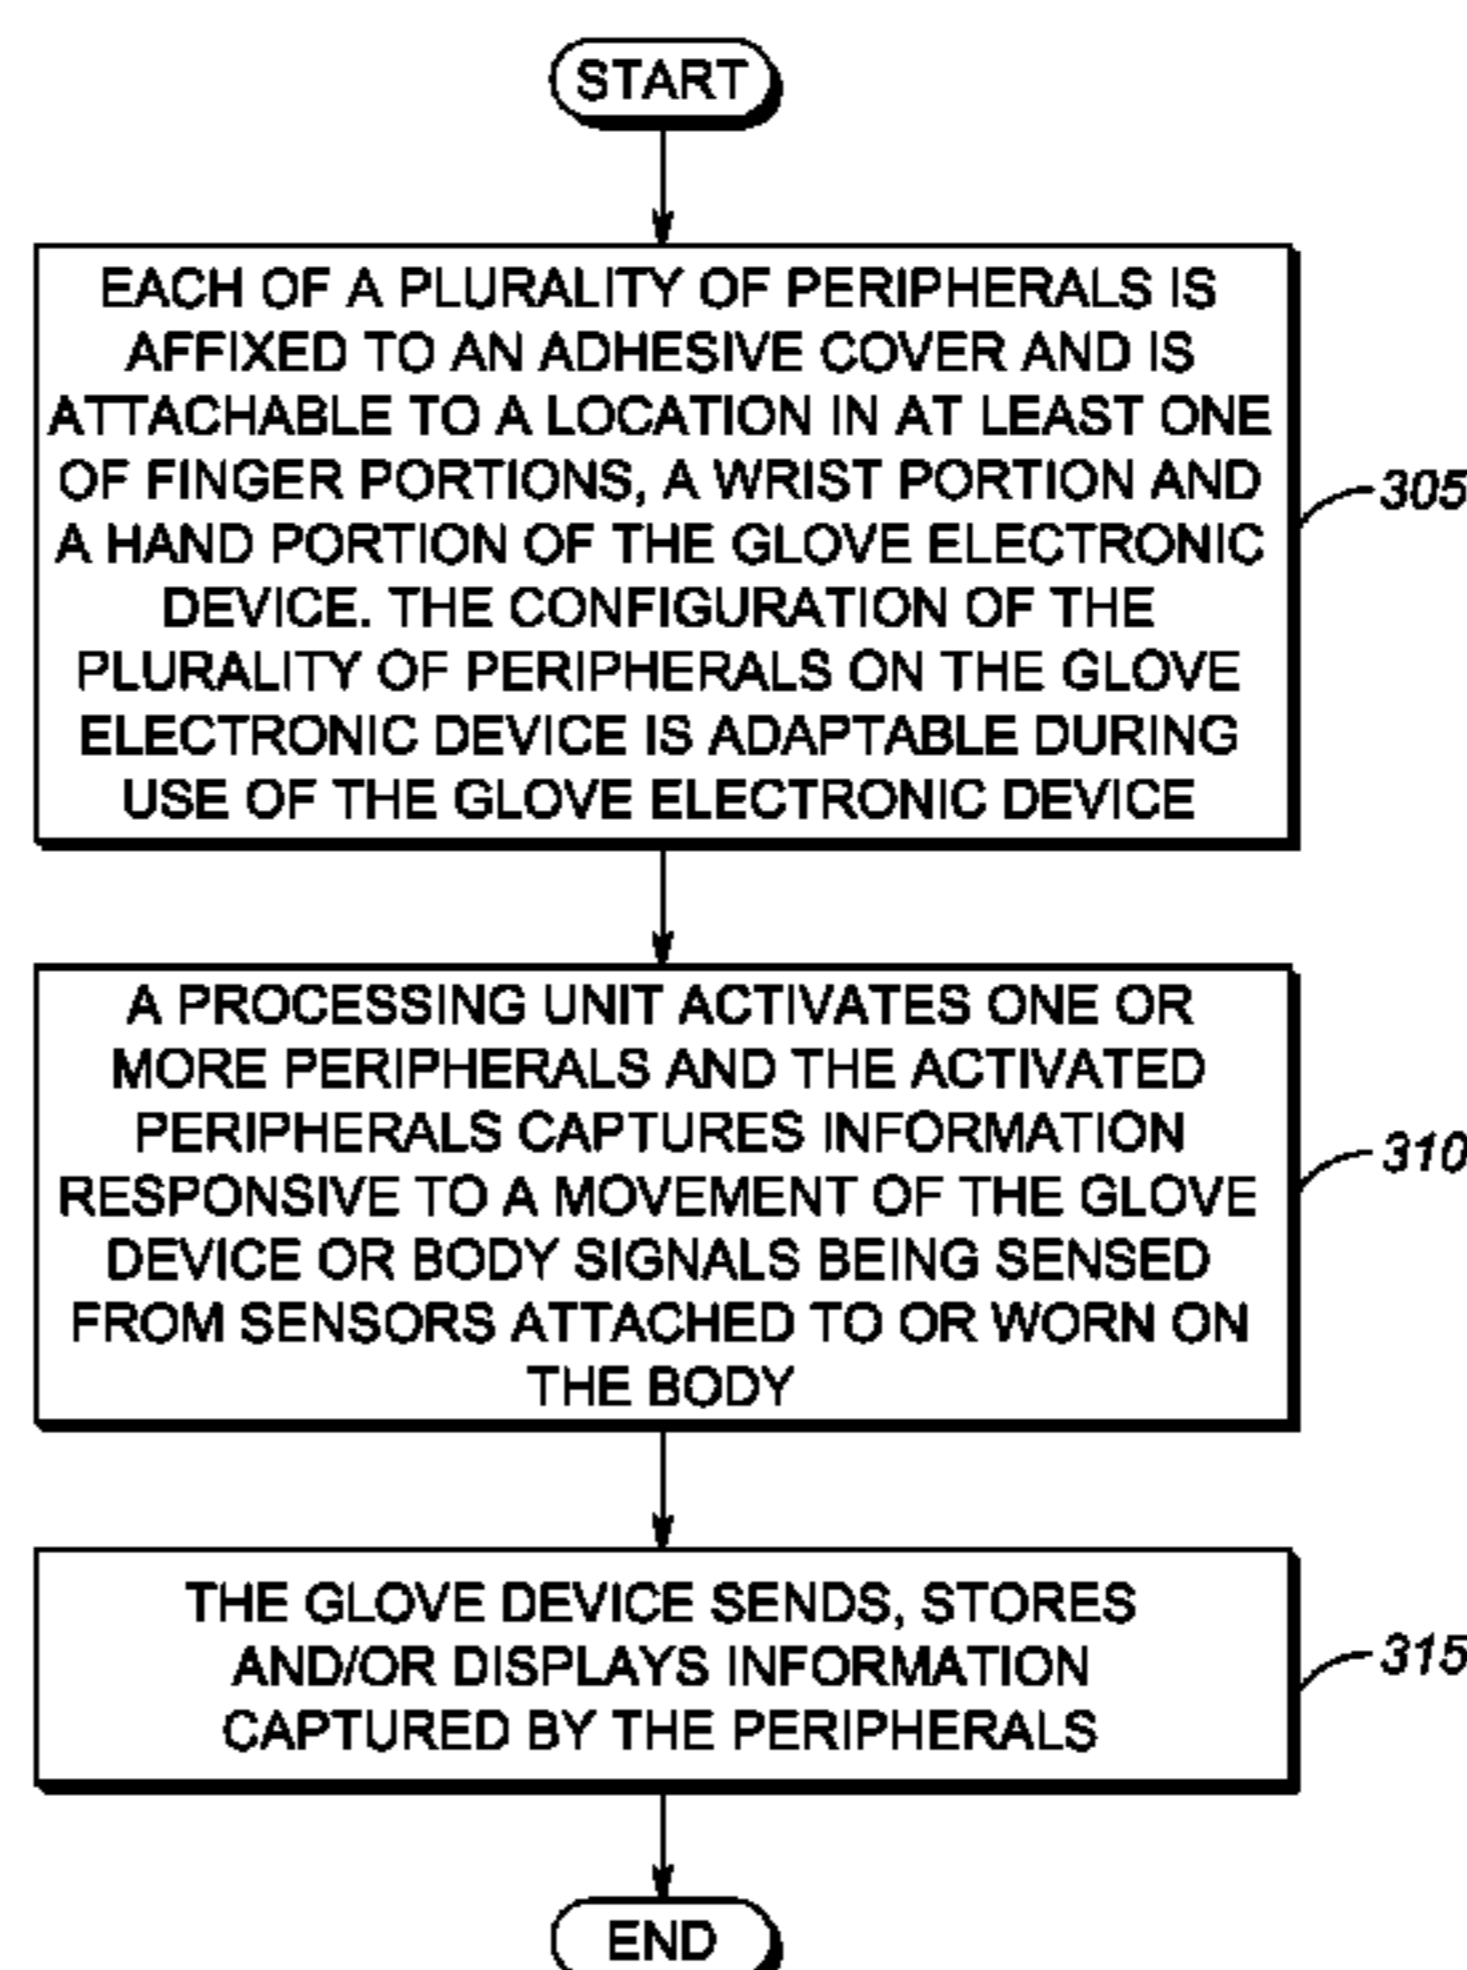 START
EACH OF A PLURALITY OF PERIPHERALS IS
AFFIXED TO AN ADHESIVE COVER AND IS
ATTACHABLE TO A LOCATION IN AT LEAST ONE
OF FINGER PORTIONS, A WRIST PORTION AND
A HAND PORTION OF THE GLOVE ELECTRONIC
DEVICE. THE CONFIGURATION OF THE
PLURALITY OF PERIPHERALS ON THE GLOVE
ELECTRONIC DEVICE IS ADAPTABLE DURING
USE OF THE GLOVE ELECTRONIC DEVICE
305
A PROCESSING UNIT ACTIVATES ONE OR
MORE PERIPHERALS AND THE ACTIVATED
PERIPHERALS CAPTURES INFORMATION
RESPONSIVE TO A MOVEMENT OF THE GLOVE
DEVICE OR BODY SIGNALS BEING SENSED
FROM SENSORS ATTACHED TO OR WORN ON
THE BODY
310
THE GLOVE DEVICE SENDS, STORES
AND/OR DISPLAYS INFORMATION
CAPTURED BY THE PERIPHERALS
315
END